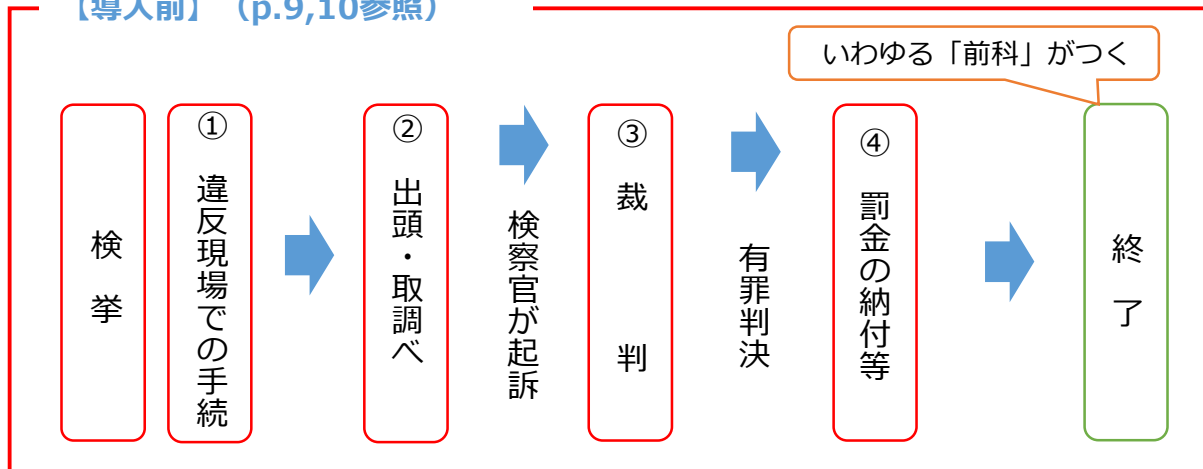 【導入前】（p.9,10参照）
いわゆる「前科」がつく
検挙
① 違反現場での手続
② 出頭・取調べ
検察官が起訴
③ 裁判
有罪判決
④ 罰金の納付等
終了